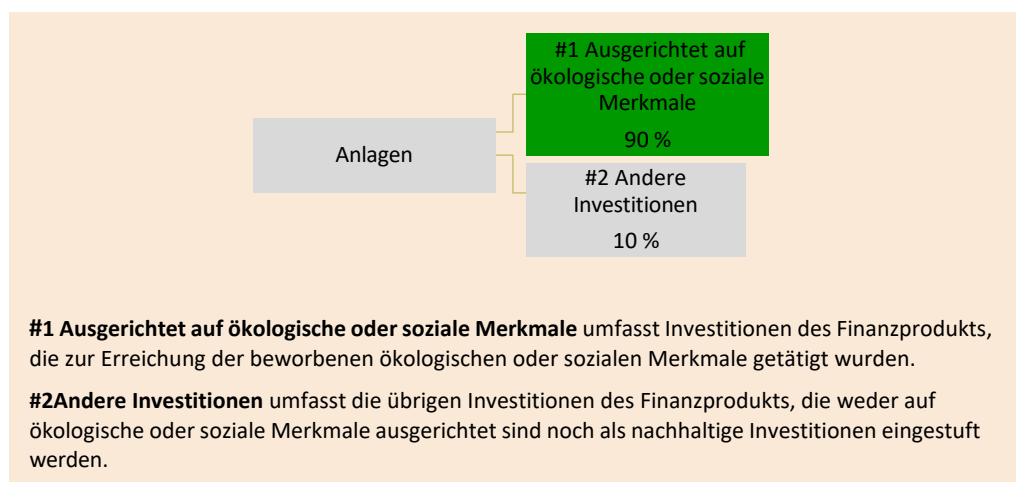 #1 Ausgerichtet auf
ökologische oder soziale
Merkmale
90 %
Anlagen
#2 Andere
Investitionen
10 %
#1 Ausgerichtet auf ökologische oder soziale Merkmale umfasst Investitionen des Finanzprodukts,
die zur Erreichung der beworbenen ökologischen oder sozialen Merkmale getätigt wurden.
#2Andere Investitionen umfasst die übrigen Investitionen des Finanzprodukts, die weder auf
ökologische oder soziale Merkmale ausgerichtet sind noch als nachhaltige Investitionen eingestuft
werden.